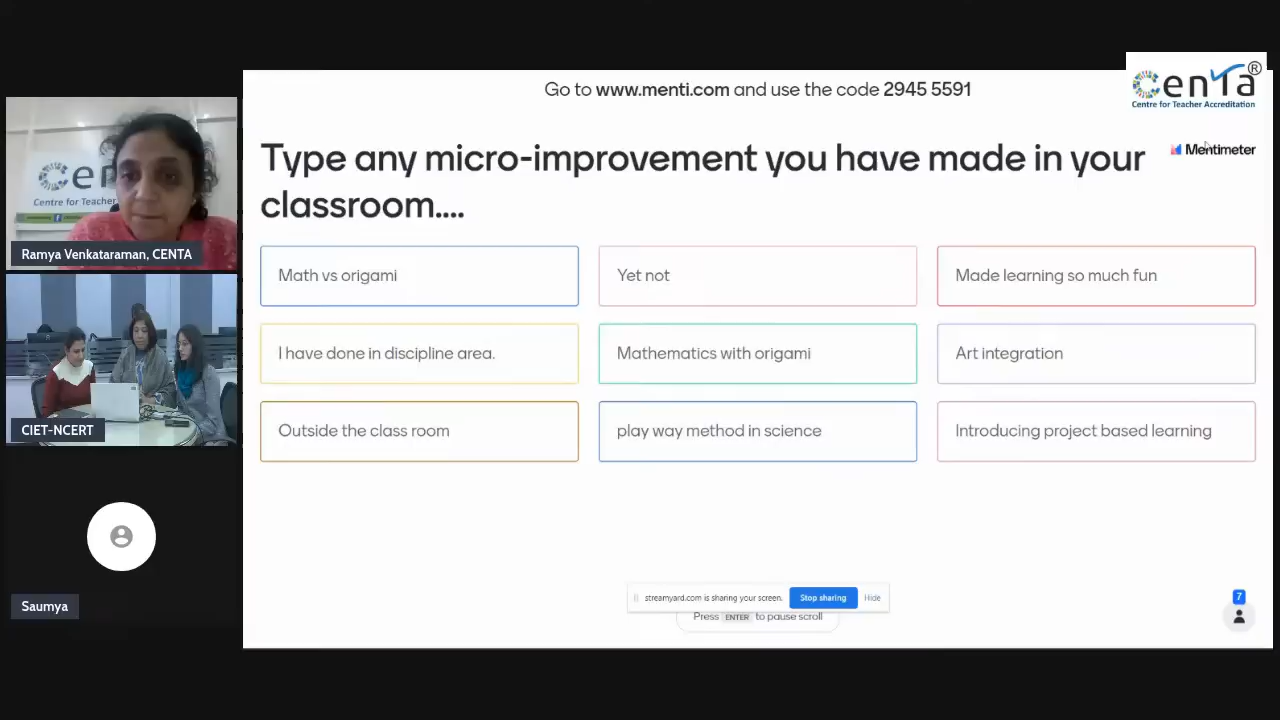 Go to www.menti.com and use the code 2945 5591
CENTA®
Centre for Teacher Accreditation
Mentimeter
Type any micro-improvement you have made in your
classroom....
Math vs origami
Yet not
Made learning so much fun
I have done in discipline area.
Mathematics with origami
Art integration
Outside the class room
play way method in science
Introducing project based learning
streamyard.com is sharing your screen.
Stop sharing
Hide
Press ENTER to pause scroll
7
Cen
Centre for Teacher
Ramya Venkataraman, CENTA
CIET-NCERT
Saumya